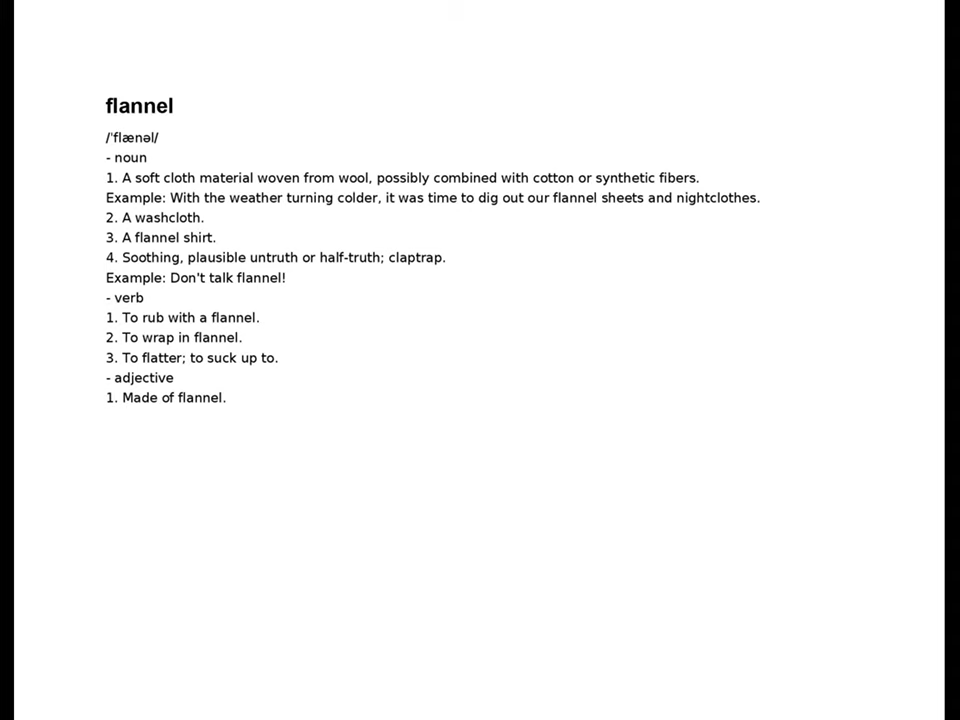 flannel
/ˈflænəl/
- noun
1. A soft cloth material woven from wool, possibly combined with cotton or synthetic fibers.
Example: With the weather turning colder, it was time to dig out our flannel sheets and nightclothes.
2. A washcloth.
3. A flannel shirt.
4. Soothing, plausible untruth or half-truth; claptrap.
Example: Don't talk flannel!
- verb
1. To rub with a flannel.
2. To wrap in flannel.
3. To flatter; to suck up to.
- adjective
1. Made of flannel.